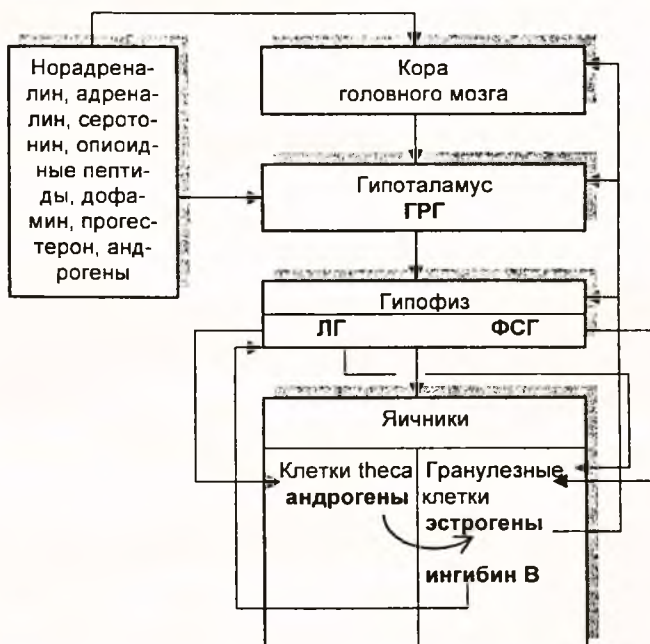 Норадрена-
лин, адрена-
лин, серото-
нин, опиоид-
ные пепти-
ды, дофа-
мин, прогес-
терон, анд-
рогены
Кора
головного мозга
Гипоталамус
ГРГ
Гипофиз
ЛГ ФСГ
Яичники
Клетки theca
андрогены
Гранулезные
клетки
эстрогены
ингибин В